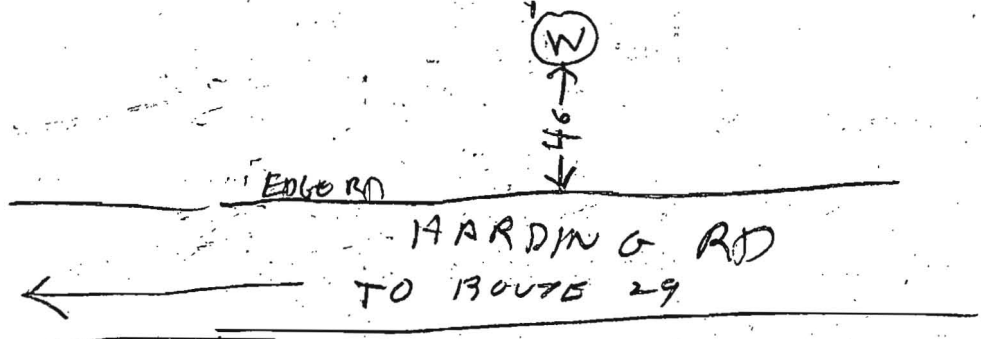 W
46
EDGE RD
HARDING RD
TO ROUTE 29